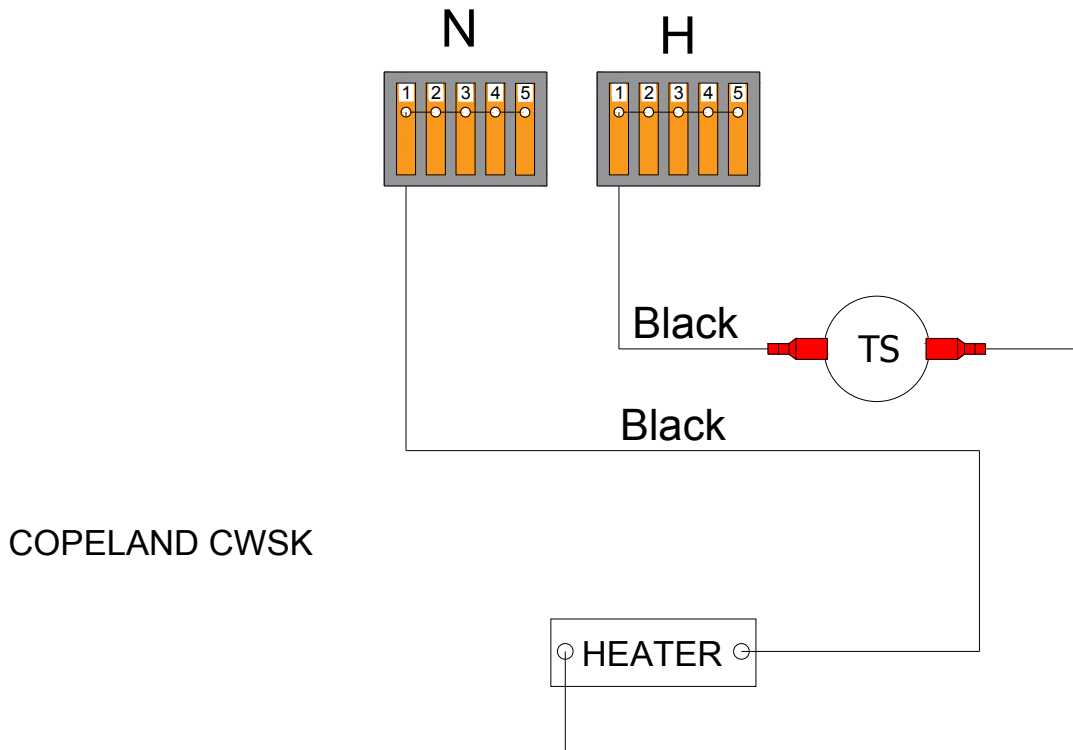 N H
1 2 3 4 5 1 2 3 4 5
Black
TS
Black
COPELAND CWSK
HEATER